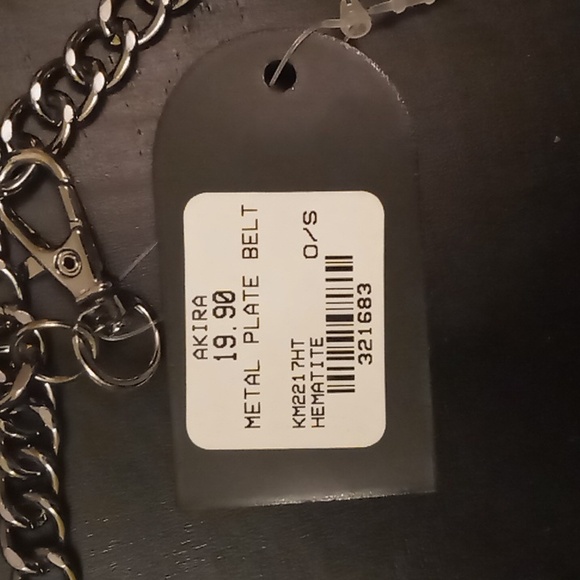 AKIRA
19.90
METAL PLATE BELT
KM2217HT O/S
HEMATITE
321683